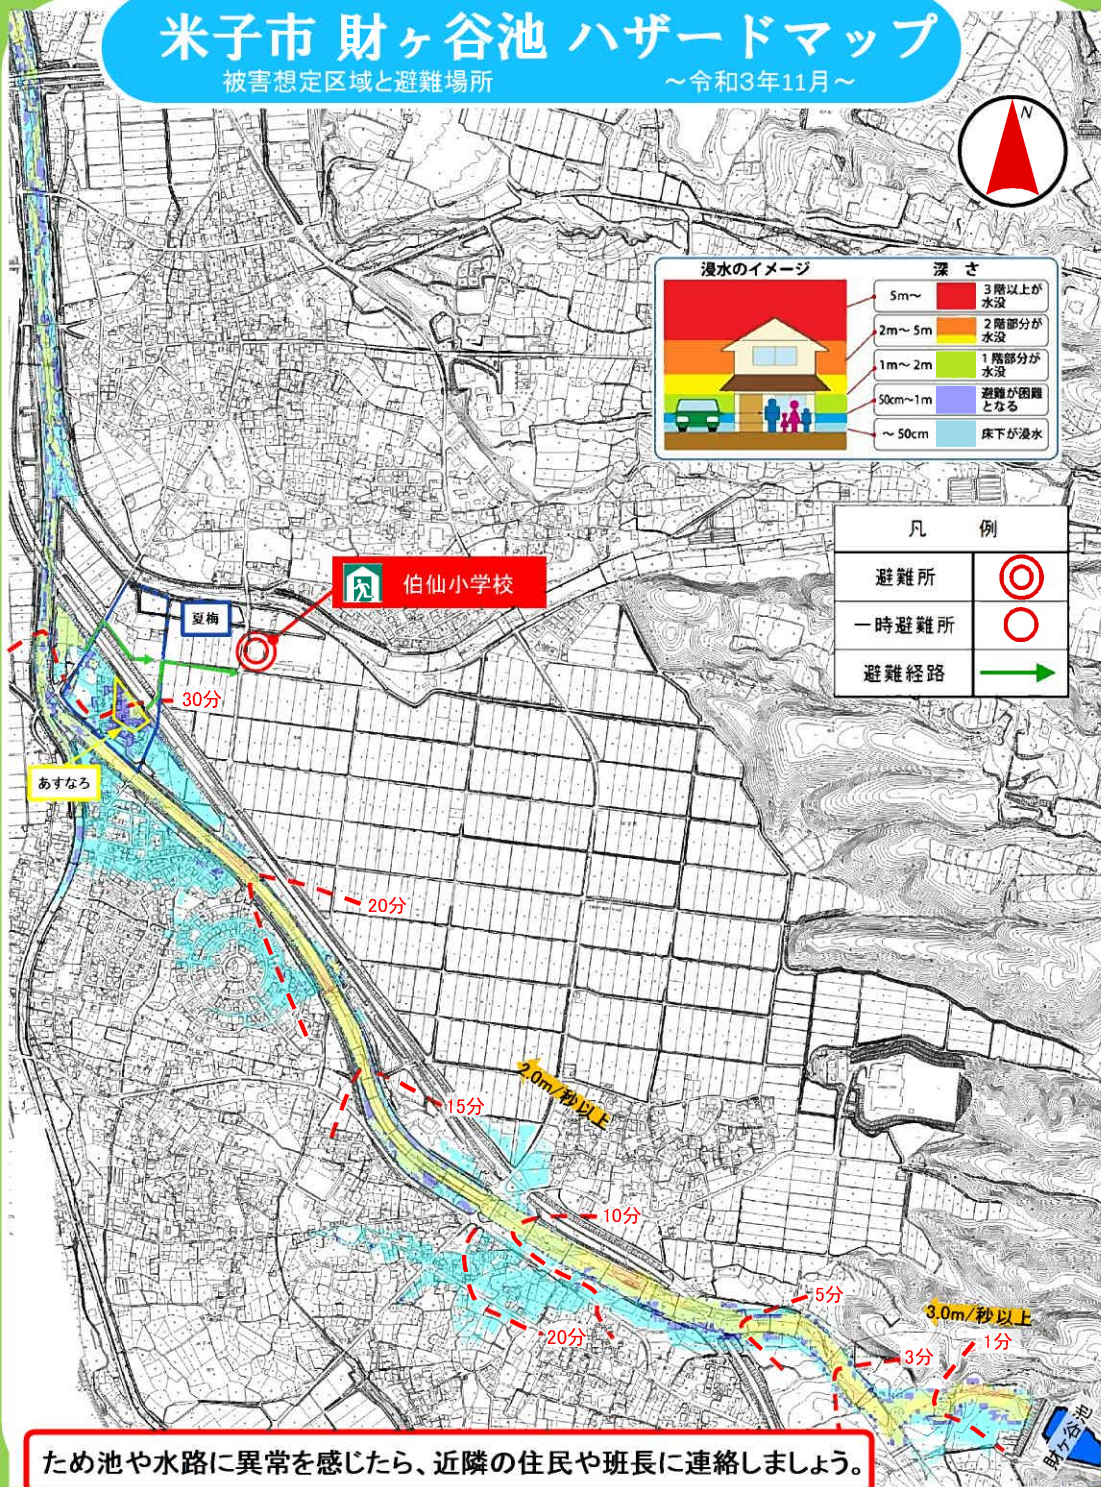 米子市 財ヶ谷池 ハザードマップ
被害想定区域と避難場所 ～令和3年11月～
N
浸水のイメージ
深 さ
5m～ 3階以上が水没
2m～5m 2階部分が水没
1m～2m 1階部分が水没
50cm～1m 避難が困難となる
～50cm 床下が浸水
凡 例
避難所
一時避難所
避難経路
伯仙小学校
夏梅
30分
あすなろ
20分
2.0m/秒以上
15分
10分
5分
3.0m/秒以上
20分
3分
1分
財ヶ谷池
ため池や水路に異常を感じたら、近隣の住民や班長に連絡しましょう。